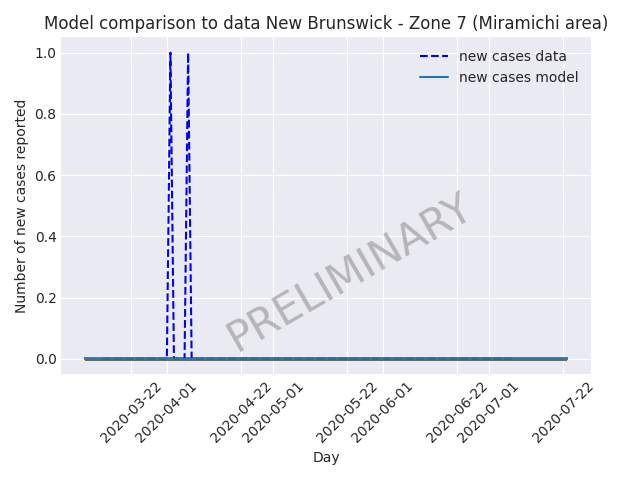 Model comparison to data New Brunswick - Zone 7 (Miramichi area)
new cases data
new cases model
Number of new cases reported
1.0
0.8
0.6
0.4
0.2
0.0
PRELIMINARY
2020-03-22
2020-04-01
2020-04-22
2020-05-01
2020-05-22
2020-06-01
2020-06-22
2020-07-01
2020-07-22
Day